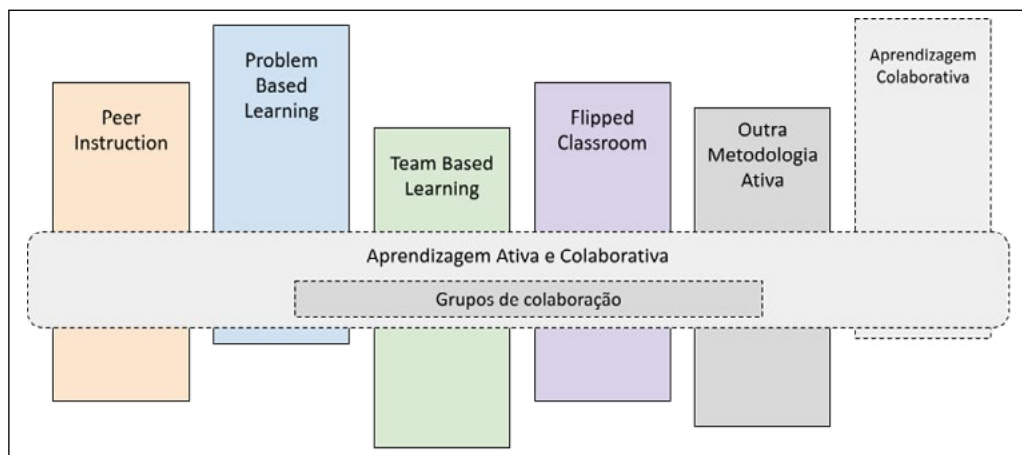 Peer
Instruction
Problem
Based
Learning
Team Based
Learning
Flipped
Classroom
Outra
Metodologia
Ativa
Aprendizagem
Colaborativa
Aprendizagem Ativa e Colaborativa
Grupos de colaboração